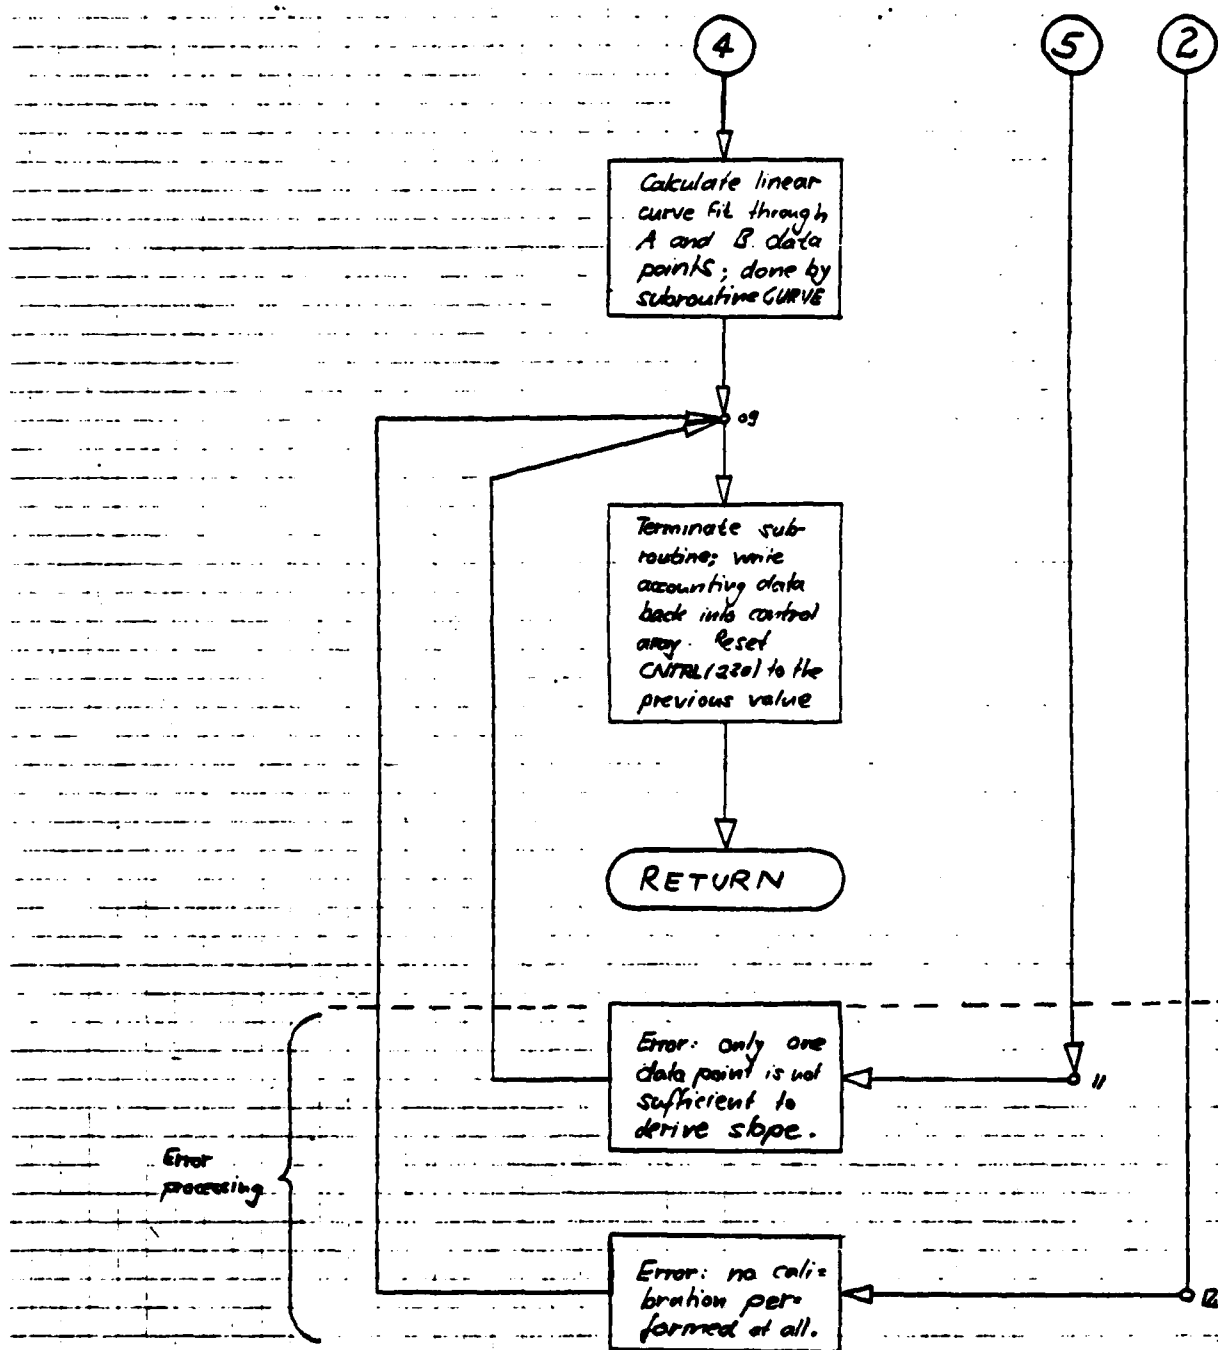 4
5
2
Calculate linear
curve fit through
A and B data
points; done by
subroutine CURVE
09
Terminate sub-
routine; write
accounting data
back into control
array. Reset
CNTRL(220) to the
previous value
RETURN
Error: only one
data point is not
sufficient to
derive slope.
11
Error
processing
Error: no cali=
bration per=
formed at all.
12